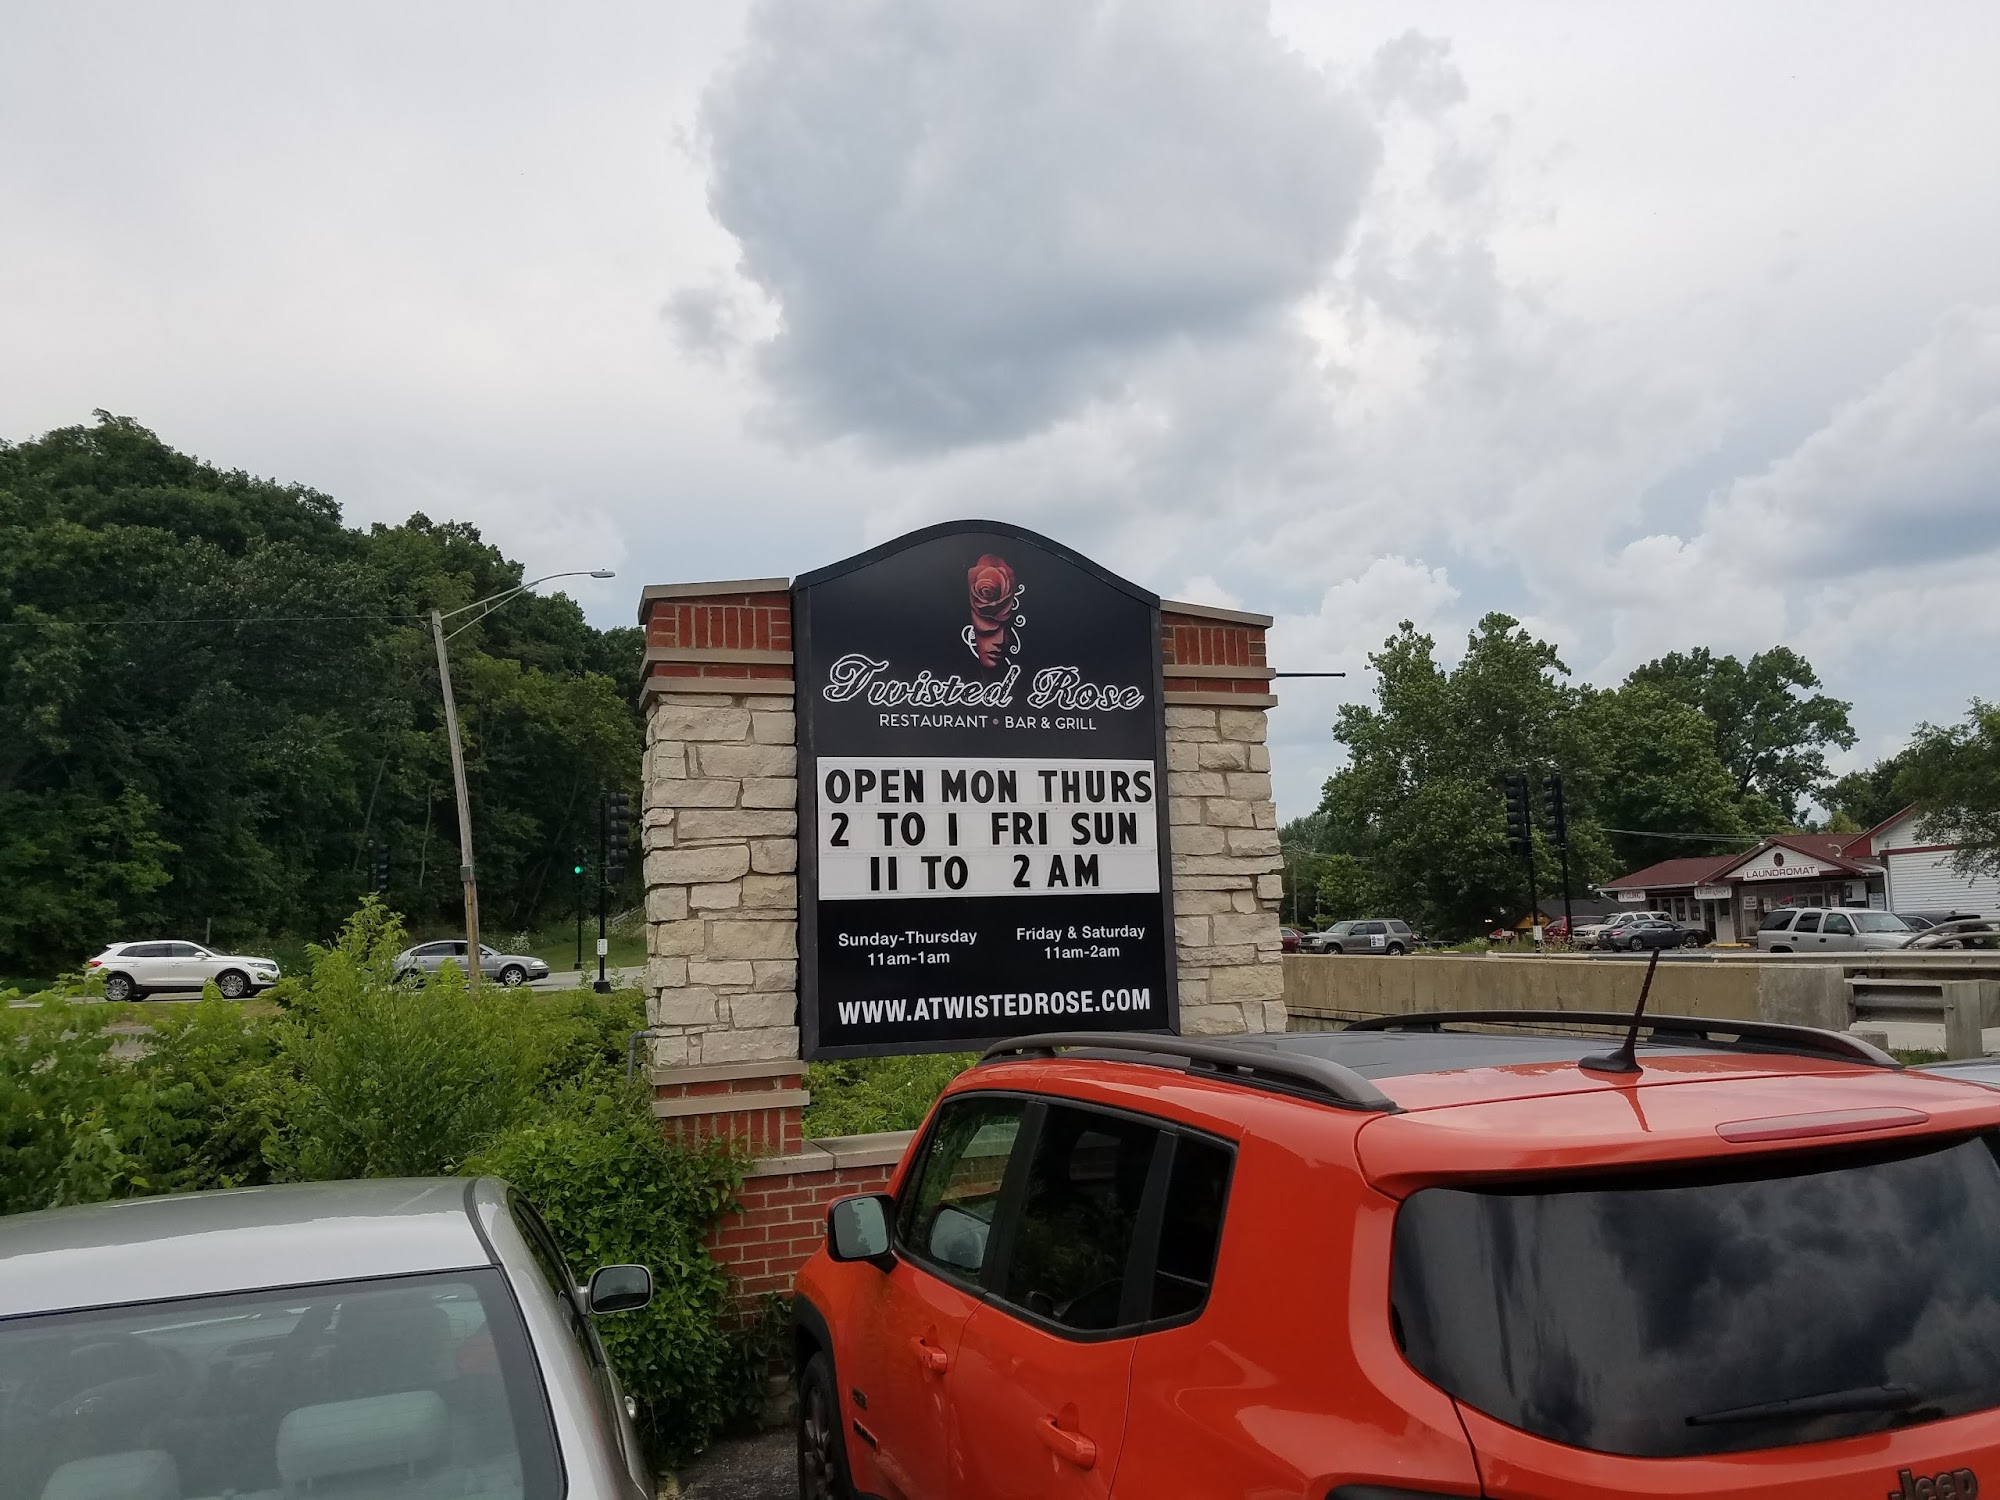 Twisted Rose
RESTAURANT • BAR & GRILL
OPEN MON THURS
2 TO 1 FRI SUN
11 TO 2 AM
Sunday-Thursday
11am-1am
Friday & Saturday
11am-2am
WWW.ATWISTEDROSE.COM
LAUNDROMAT
Jeep